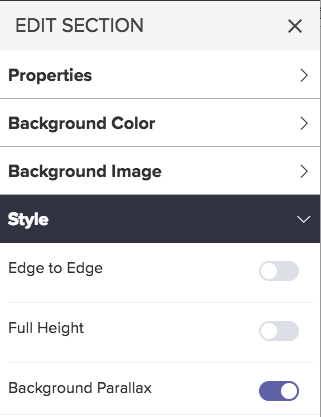 EDIT SECTION
Properties
Background Color
Background Image
Style
Edge to Edge
Full Height
Background Parallax